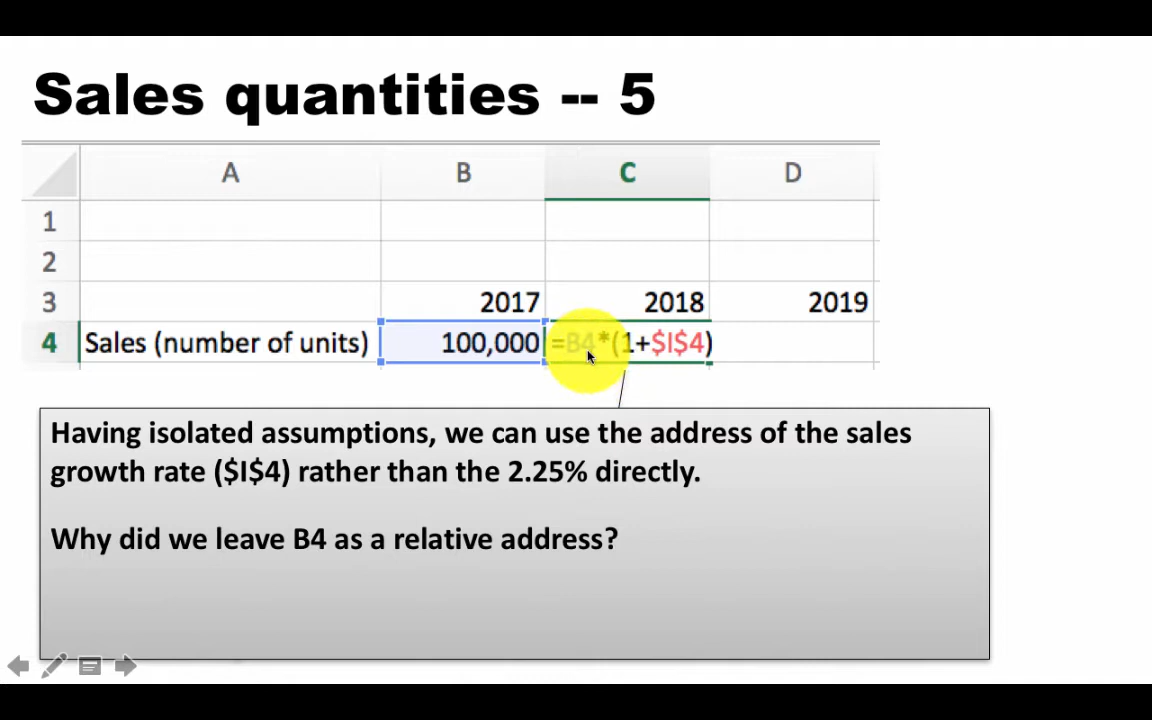 Sales quantities -- 5
A B C D
1
2
3 2017 2018 2019
4 Sales (number of units) 100,000 =B4*(1+$I$4)
Having isolated assumptions, we can use the address of the sales
growth rate ($I$4) rather than the 2.25% directly.
Why did we leave B4 as a relative address?